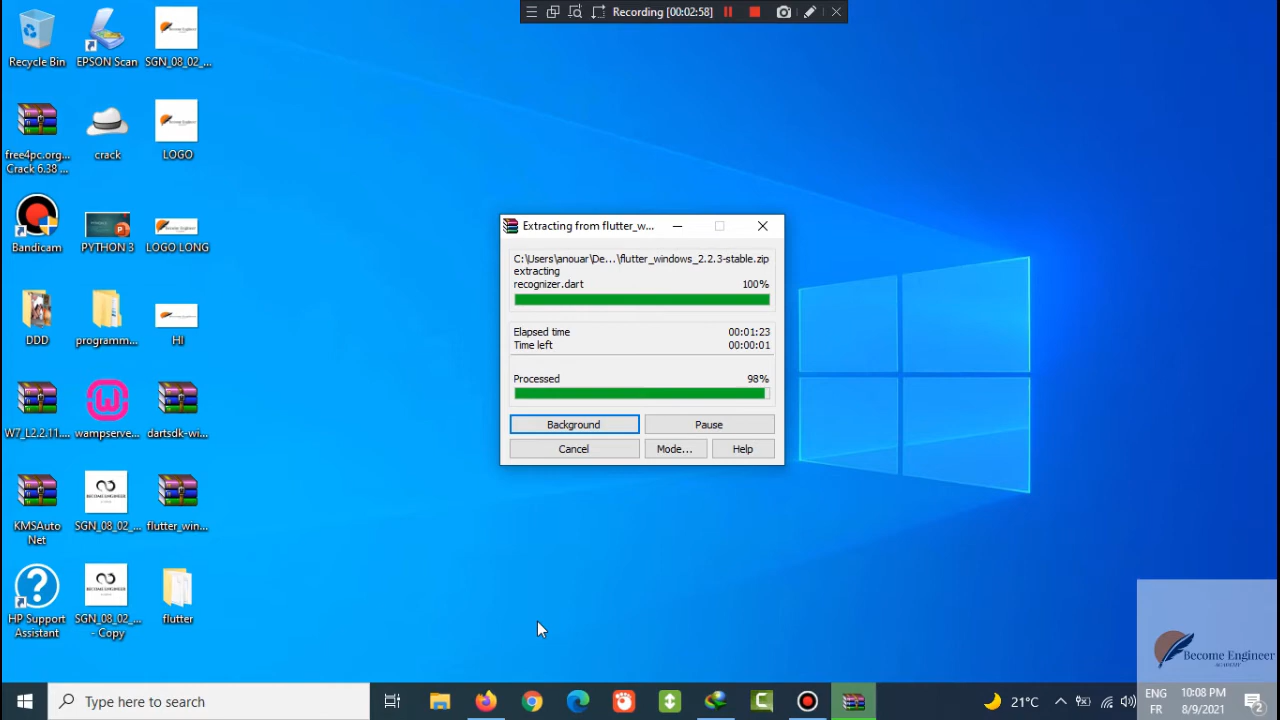 Recording [00:02:58]
Recycle Bin
EPSON Scan
SGN_08_02_...
free4pc.org...
Crack 6.38 ...
crack
LOGO
Bandicam
PYTHON 3
LOGO LONG
DDD
programm...
HI
W7_L2.2.11....
wampserve...
dartsdk-wi...
KMSAuto
Net
SGN_08_02_...
flutter_win...
HP Support
Assistant
SGN_08_02_...
- Copy
flutter
Extracting from flutter_w...
C:\Users\anouar\De...\flutter_windows_2.2.3-stable.zip
extracting
recognizer.dart 100%
Elapsed time 00:01:23
Time left 00:00:01
Processed 98%
Background Pause
Cancel Mode... Help
Become Engineer
ACADEMY
Type here to search
21°C
ENG
FR
10:08 PM
8/9/2021
2